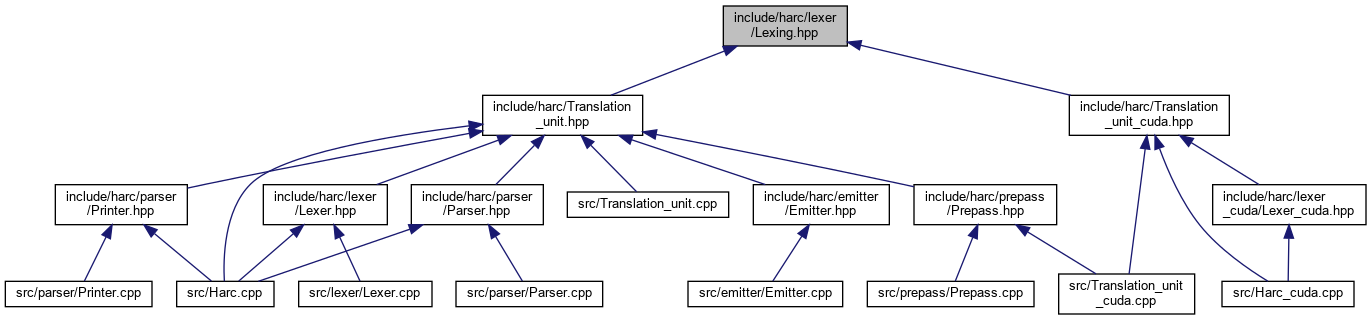 include/harc/lexer
/Lexing.hpp
include/harc/Translation
_unit.hpp
include/harc/Translation
_unit_cuda.hpp
include/harc/parser
/Printer.hpp
include/harc/lexer
/Lexer.hpp
include/harc/parser
/Parser.hpp
src/Translation_unit.cpp
include/harc/emitter
/Emitter.hpp
include/harc/prepass
/Prepass.hpp
include/harc/lexer
_cuda/Lexer_cuda.hpp
src/parser/Printer.cpp
src/Harc.cpp
src/lexer/Lexer.cpp
src/parser/Parser.cpp
src/emitter/Emitter.cpp
src/prepass/Prepass.cpp
src/Translation_unit
_cuda.cpp
src/Harc_cuda.cpp